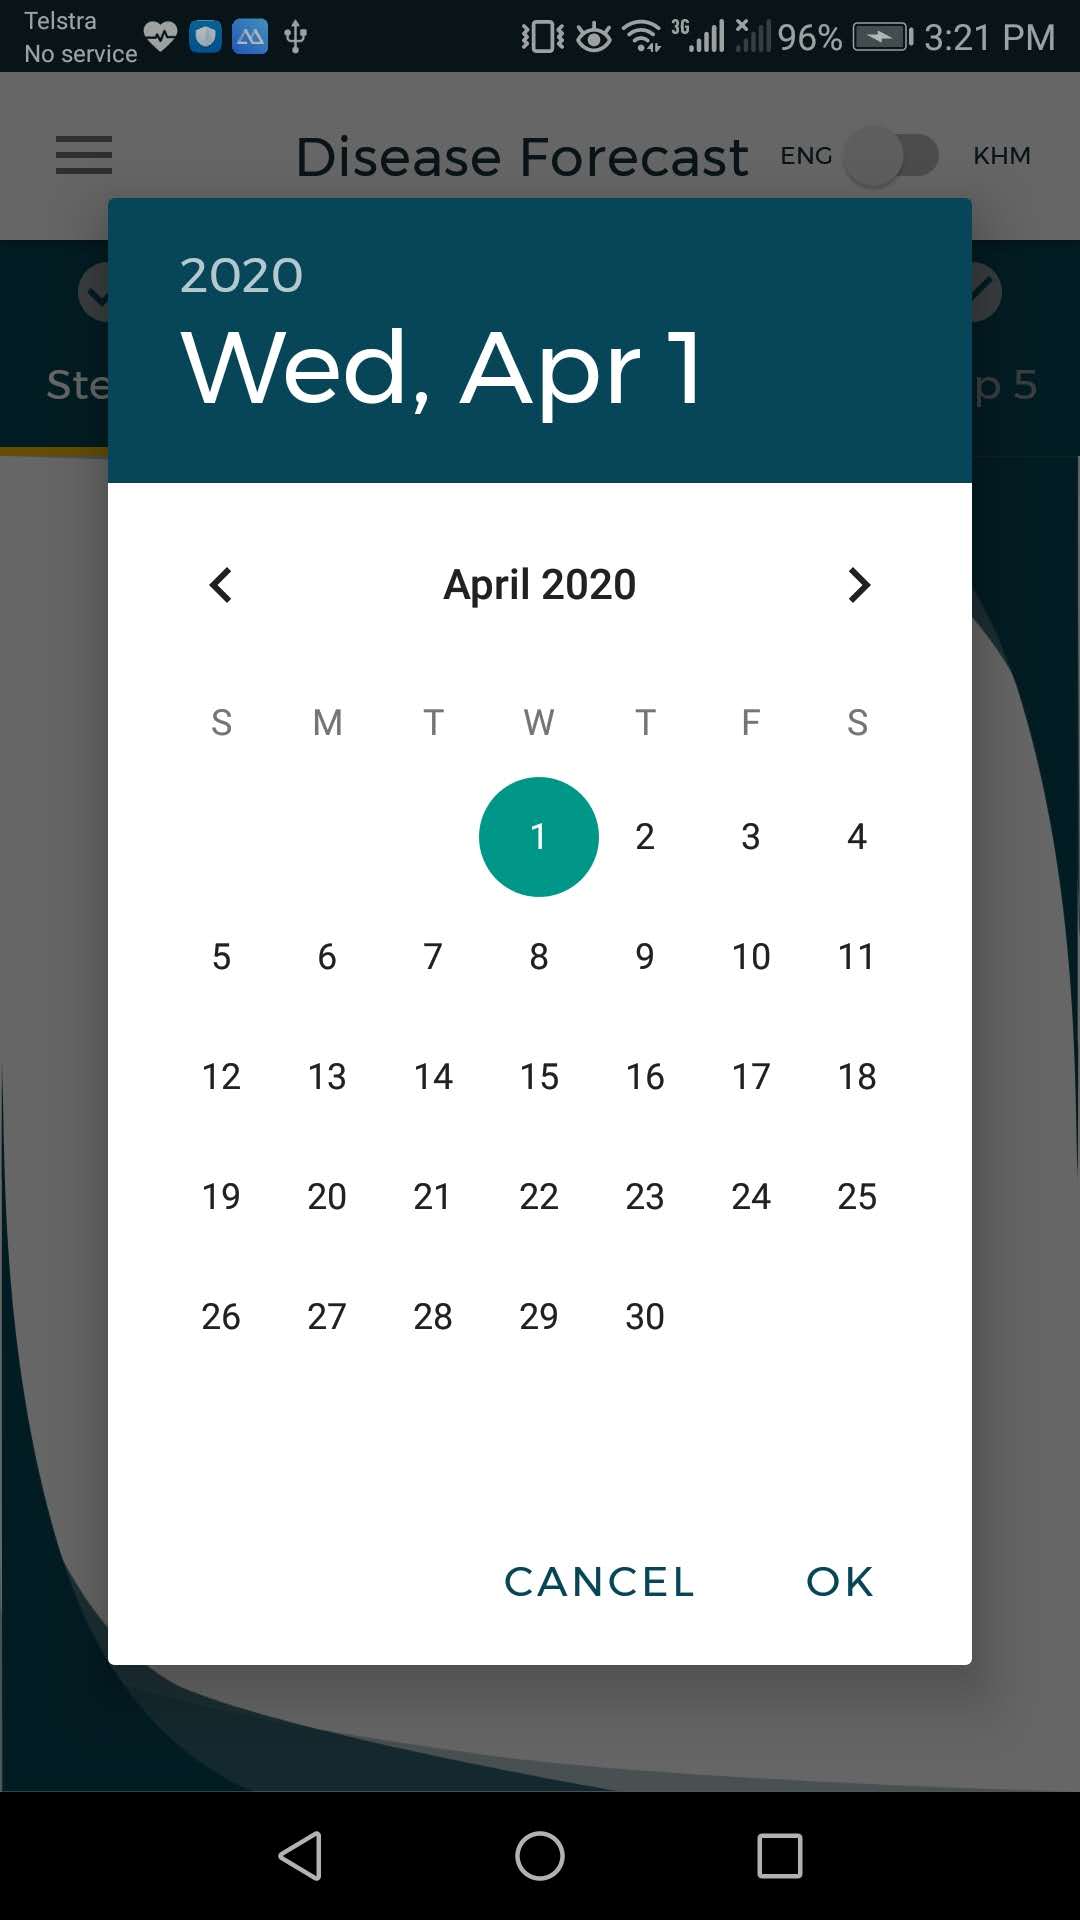 Telstra
No service
3G
96%
3:21 PM
Disease Forecast
ENG
KHM
Ste
p 5
2020
Wed, Apr 1
April 2020
S M T W T F S
1 2 3 4
5 6 7 8 9 10 11
12 13 14 15 16 17 18
19 20 21 22 23 24 25
26 27 28 29 30
CANCEL OK